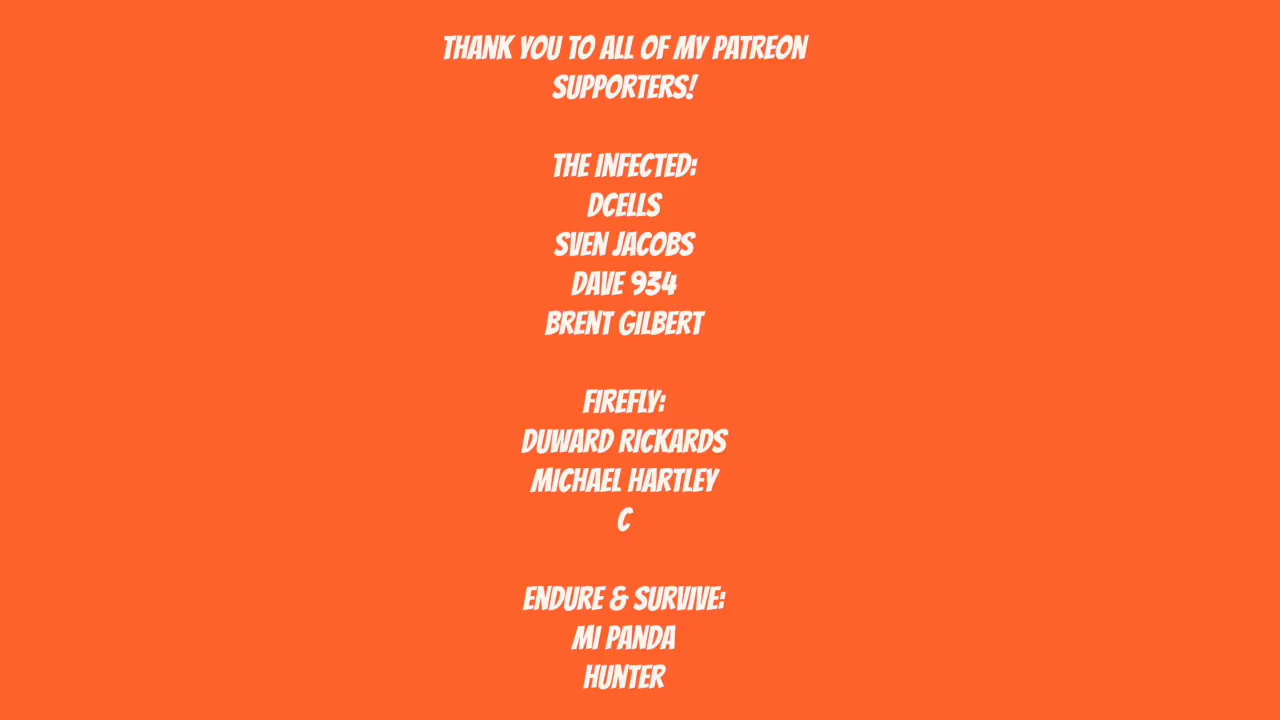 THANK YOU TO ALL OF MY PATREON
SUPPORTERS!
THE INFECTED:
DCELLS
SVEN JACOBS
DAVE 934
BRENT GILBERT
FIREFLY:
DUWARD RICKARDS
MICHAEL HARTLEY
C
ENDURE & SURVIVE:
MI PANDA
HUNTER